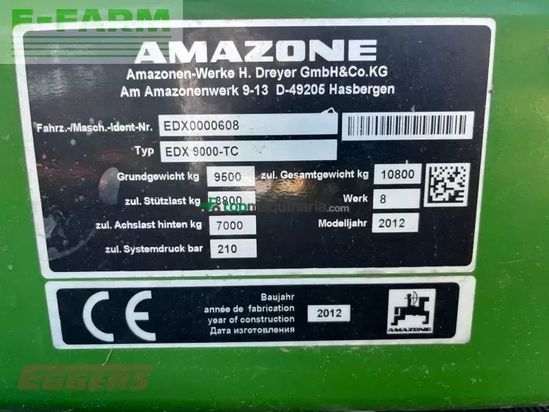 E-FARM
AMAZONE
Amazonen-Werke H. Dreyer GmbH&Co.KG
Am Amazonenwerk 9-13 D-49205 Hasbergen
Fahrz.-/Masch.-Ident-Nr. EDX0000608
Typ EDX 9000-TC
Grundgewicht kg 9500 zul. Gesamtgewicht kg 10800
zul. Stützlast kg 3800 Werk 8
topmaquinaria.com
zul. Achslast hinten kg 7000 Modelljahr 2012
zul. Systemdruck bar 210
CE
Baujahr
année de fabrication
year of construction
Дата изготовления
2012
AMAZONE
EGGERS